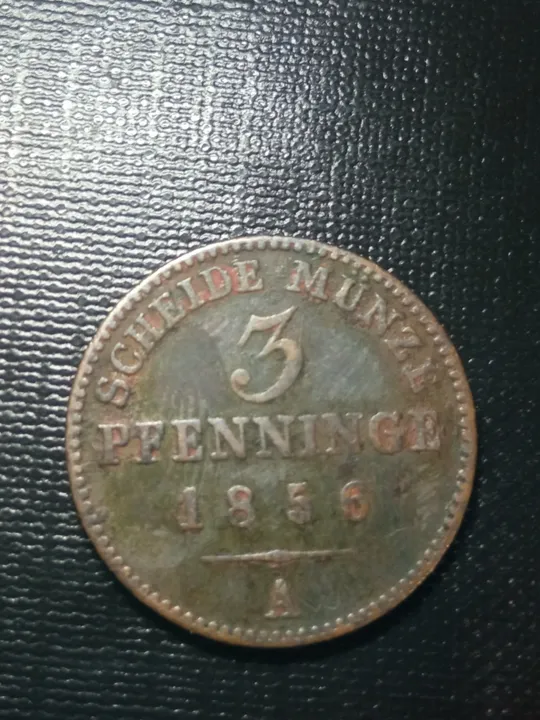 SCHEIDE MÜNZE
3
PFENNINGE
1856
A